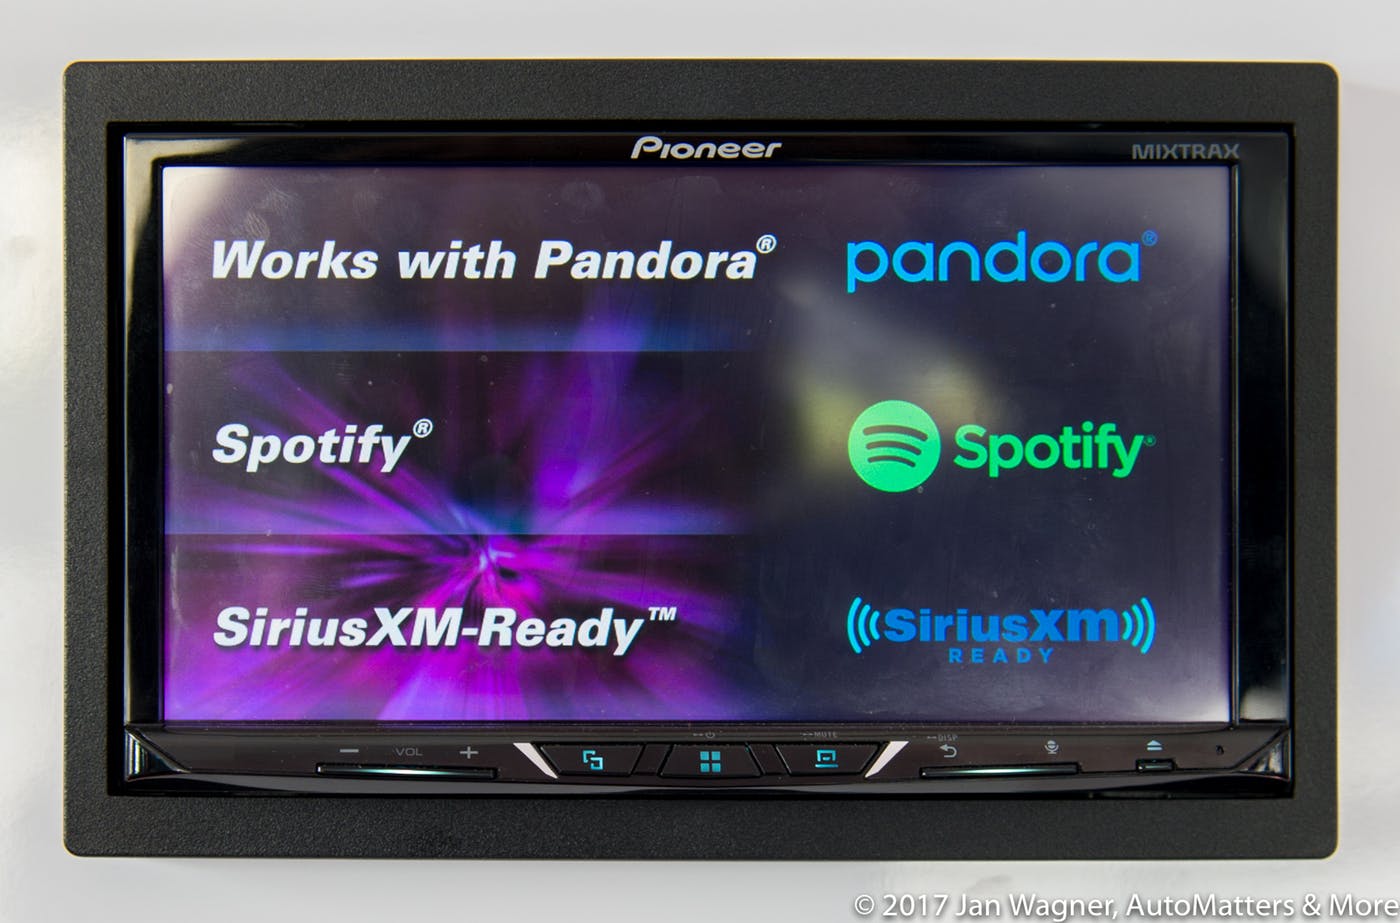 Pioneer
MIXTRAX
Works with Pandora®
pandora®
Spotify®
Spotify®
SiriusXM-Ready™
SiriusXM
READY
VOL
MUTE
DISP
© 2017 Jan Wagner, AutoMatters & More